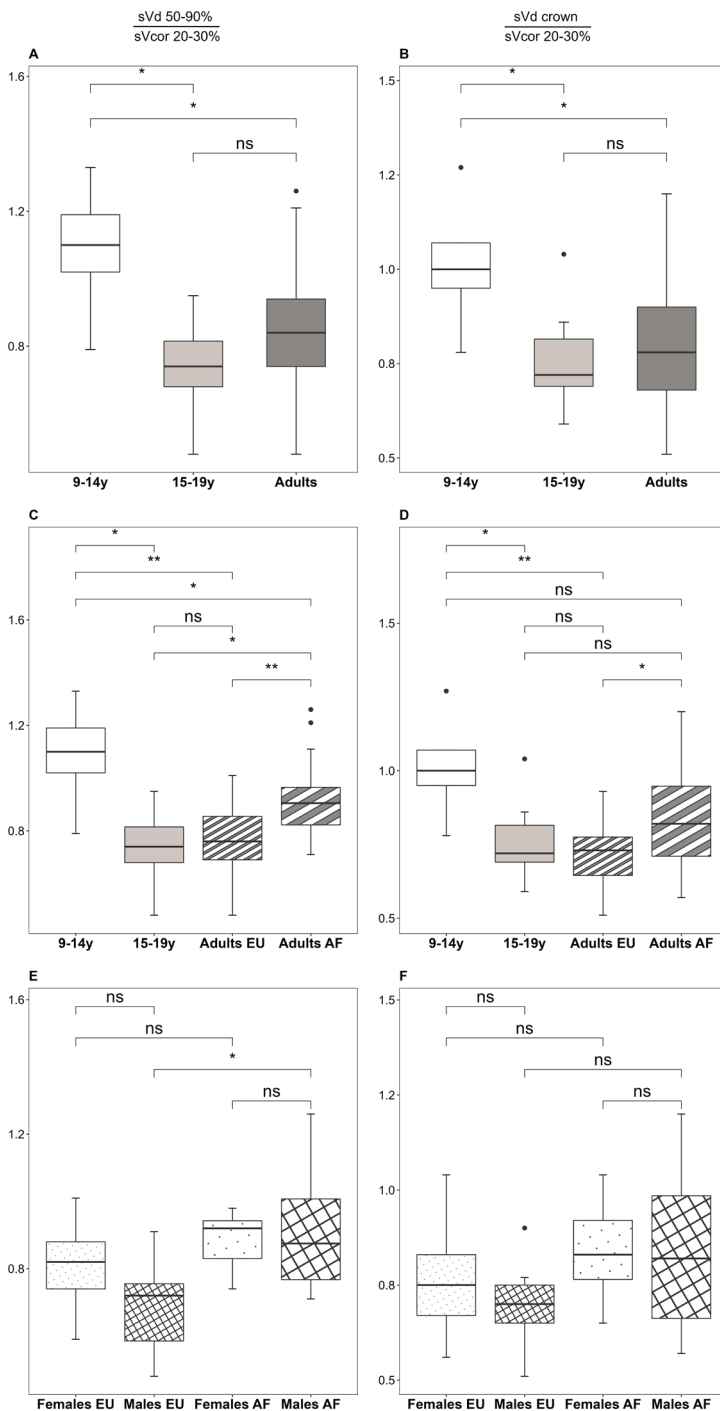 sVd 50-90%
sVcor 20-30%
sVd crown
sVcor 20-30%
A
1.6
1.2
0.8
*
*
ns
9-14y 15-19y Adults
B
1.5
1.2
1.0
0.8
0.5
*
*
ns
9-14y 15-19y Adults
C
1.6
1.2
0.8
*
**
*
ns
*
**
9-14y 15-19y Adults EU Adults AF
D
1.5
1.0
0.5
*
**
ns
ns
ns
*
9-14y 15-19y Adults EU Adults AF
E
1.6
1.2
0.8
ns
ns
*
ns
Females EU Males EU Females AF Males AF
F
1.5
1.2
1.0
0.8
0.5
ns
ns
ns
ns
Females EU Males EU Females AF Males AF